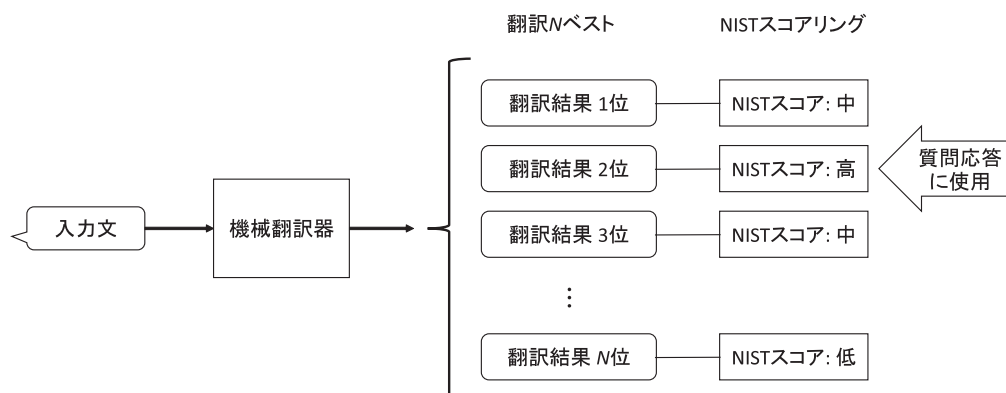 翻訳Nベスト
NISTスコアリング
翻訳結果 1位
NISTスコア: 中
翻訳結果 2位
NISTスコア: 高
質問応答
に使用
入力文
機械翻訳器
翻訳結果 3位
NISTスコア: 中
⋮
翻訳結果 N位
NISTスコア: 低